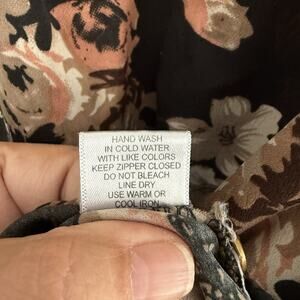 HAND WASH
IN COLD WATER
WITH LIKE COLORS
KEEP ZIPPER CLOSED
DO NOT BLEACH
LINE DRY
USE WARM OR
COOL IRON